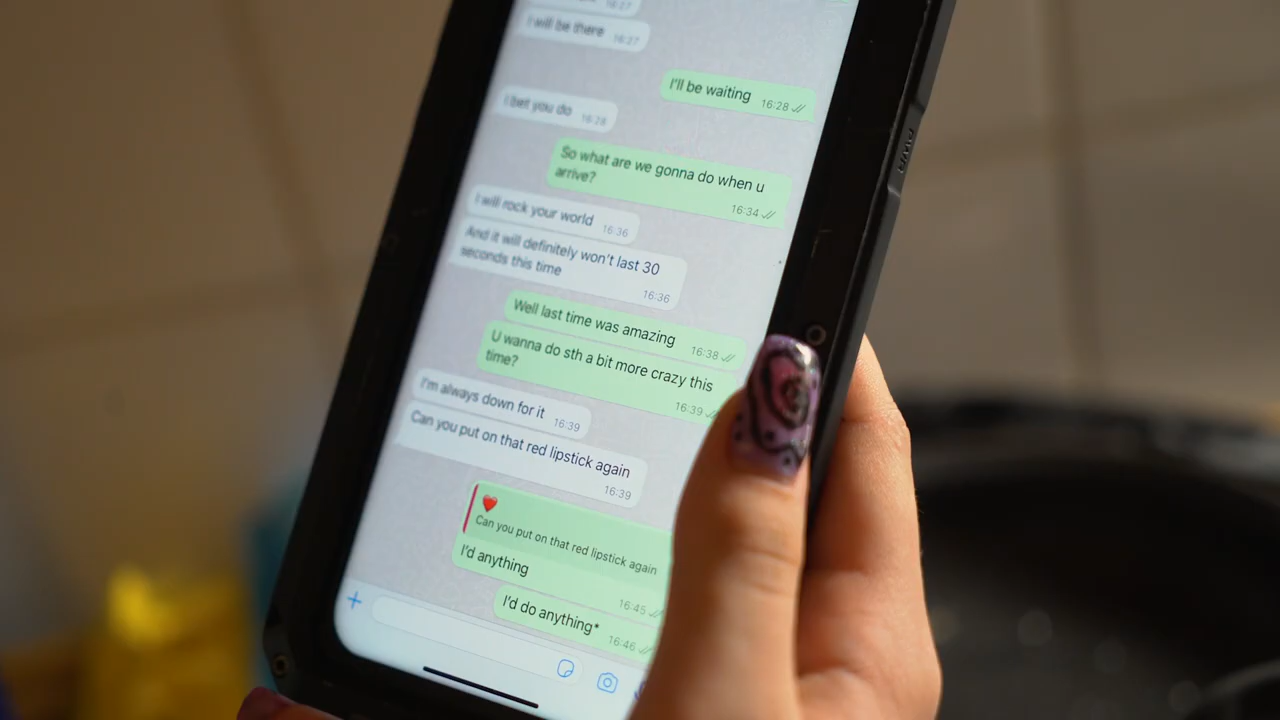 16:27
I will be there
16:27
I'll be waiting
16:28
I bet you do
16:28
So what are we gonna do when u
arrive?
16:34
I will rock your world
16:36
And it will definitely won't last 30
seconds this time
16:36
Well last time was amazing
16:38
U wanna do sth a bit more crazy this
time?
16:39
I'm always down for it
16:39
Can you put on that red lipstick again
16:39
❤️
Can you put on that red lipstick again
I'd anything
16:45
I'd do anything*
16:46